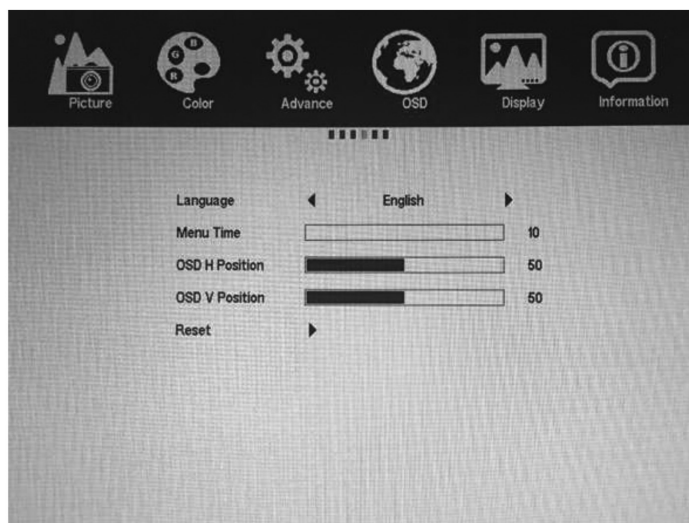 G B
R
i
Picture Color Advance OSD Display Information
Language English
Menu Time 10
OSD H Position 50
OSD V Position 50
Reset